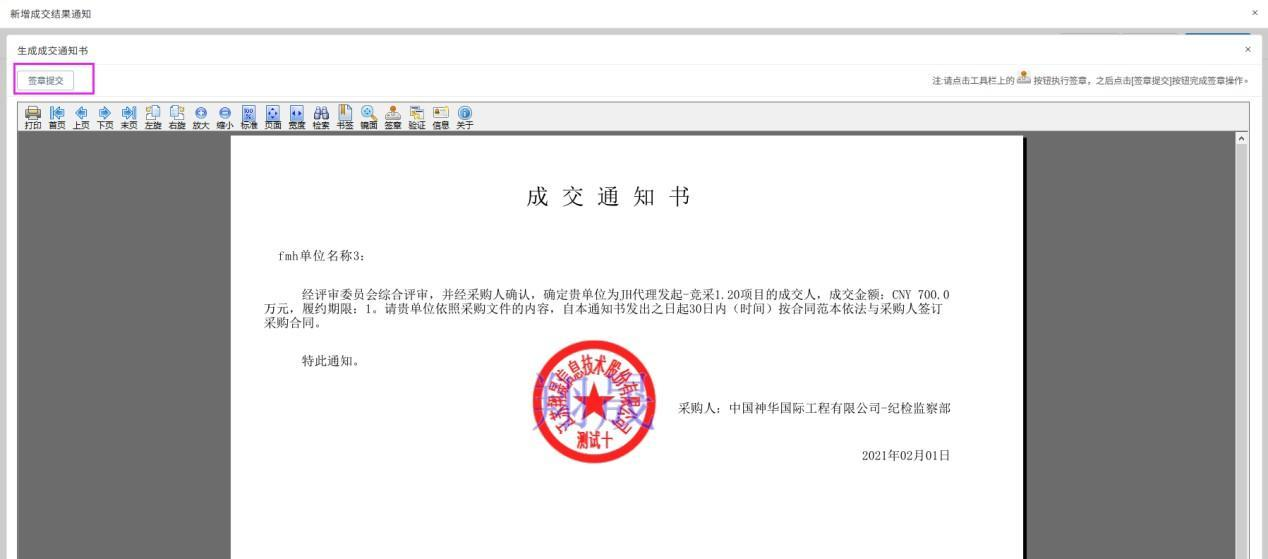 新增成交结果通知
×
生成成交通知书
×
签章提交
注:请点击工具栏上的 按钮执行签章，之后点击[签章提交]按钮完成签章操作。
打印 首页 上页 下页 末页 左旋 右旋 放大 缩小 标准 页面 宽度 检索 书签 镜面 签章 验证 信息 关于
成交通知书
fmh单位名称3：
经评审委员会综合评审，并经采购人确认，确定贵单位为JH代理发起-竞采1.20项目的成交人，成交金额：CNY 700.0
万元，履约期限：1。请贵单位依照采购文件的内容，自本通知书发出之日起30日内（时间）按合同范本依法与采购人签订
采购合同。
特此通知。
信息技术股份有限公司
测试十
采购人：中国神华国际工程有限公司-纪检监察部
2021年02月01日